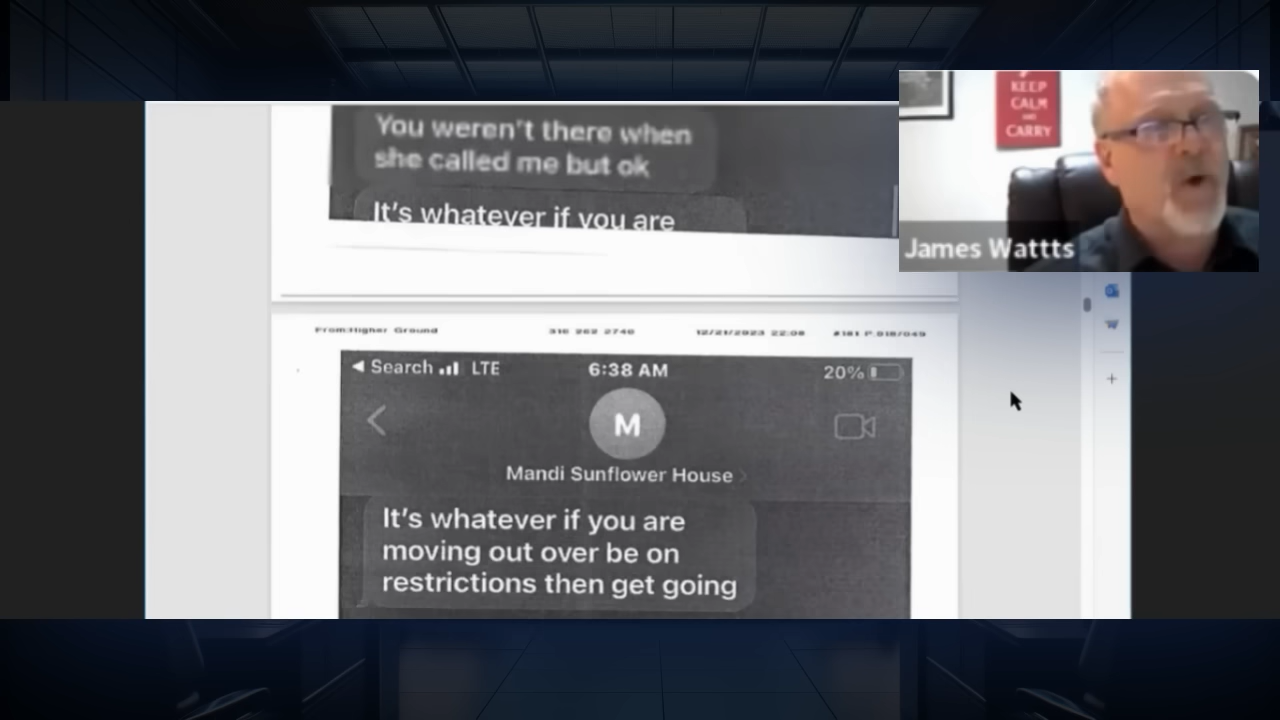 You weren't there when
she called me but ok
It's whatever if you are
From:Higher Ground 316 262 2740 12/21/2023 22:08 #181 P.018/049
Search LTE 6:38 AM 20%
M
Mandi Sunflower House
It's whatever if you are
moving out over be on
restrictions then get going
KEEP
CALM
AND
CARRY
James Wattts